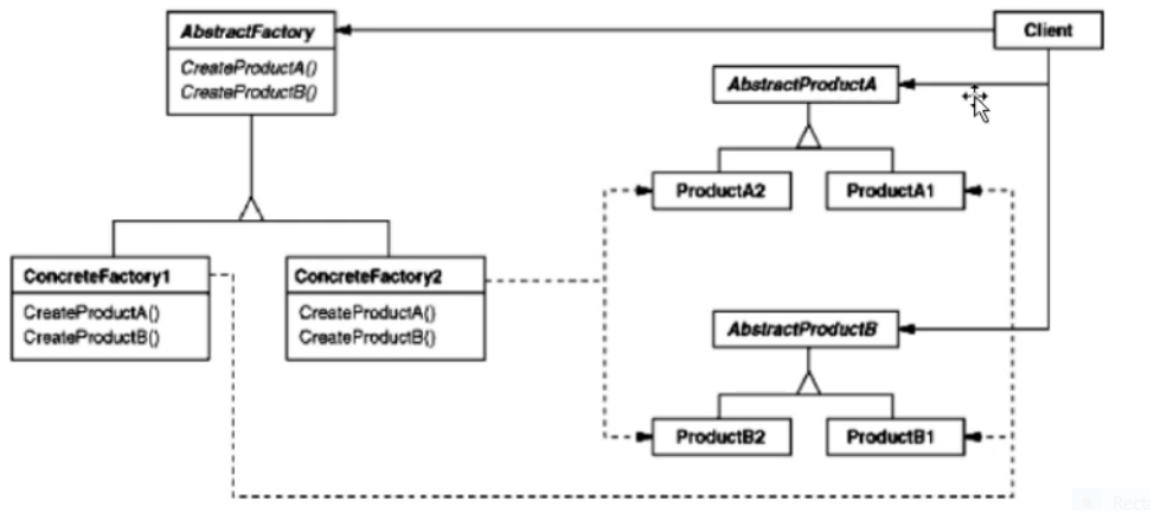 AbstractFactory
CreateProductA()
CreateProductB()
Client
AbstractProductA
ProductA2
ProductA1
ConcreteFactory1
CreateProductA()
CreateProductB()
ConcreteFactory2
CreateProductA()
CreateProductB()
AbstractProductB
ProductB2
ProductB1